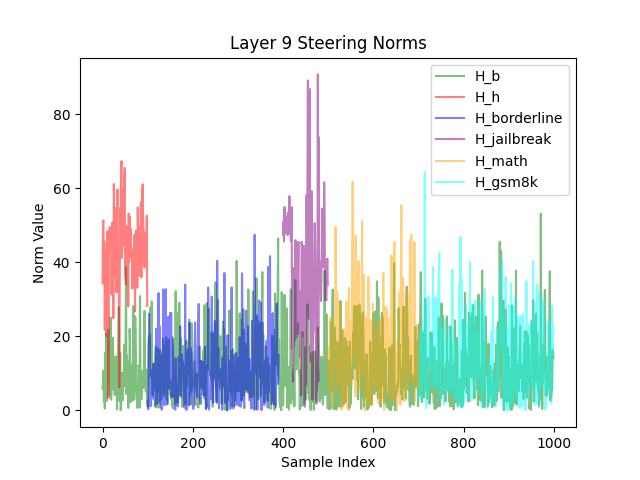 Layer 9 Steering Norms
H_b
H_h
H_borderline
H_jailbreak
H_math
H_gsm8k
Norm Value
80
60
40
20
0
0
200
400
600
800
1000
Sample Index